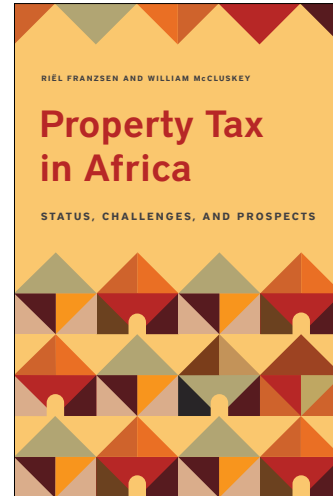 RIËL FRANZSEN AND WILLIAM McCLUSKEY
Property Tax
in Africa
STATUS, CHALLENGES, AND PROSPECTS